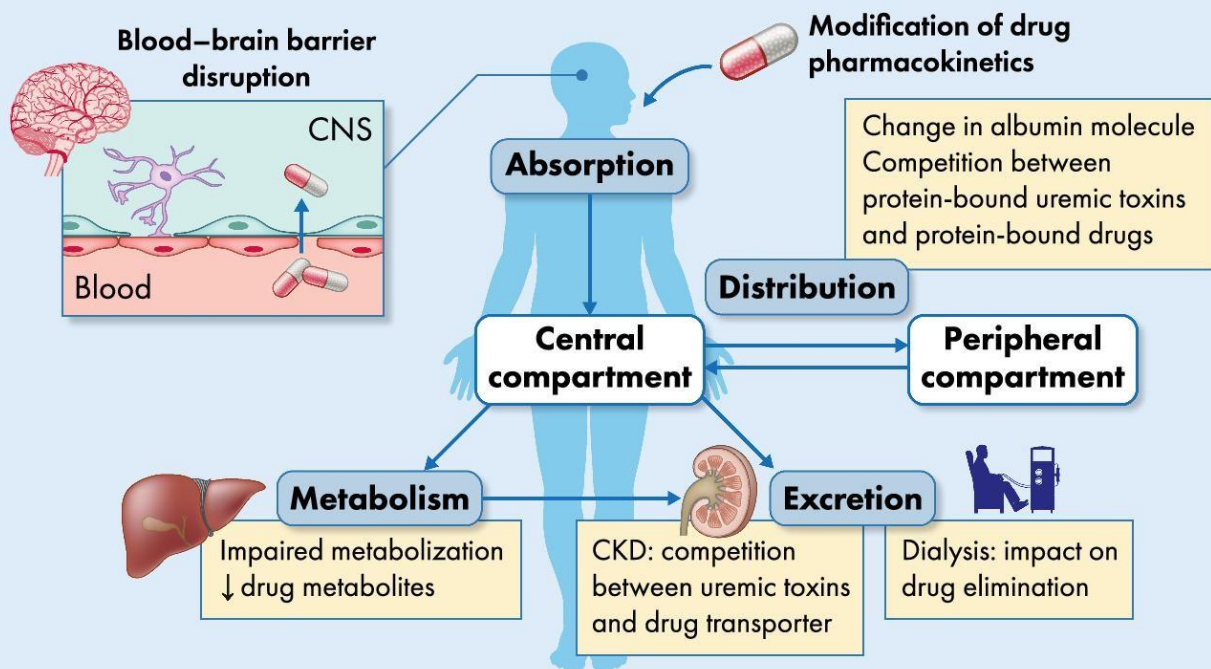 Blood–brain barrier
disruption
CNS
Blood
Modification of drug
pharmacokinetics
Absorption
Change in albumin molecule
Competition between
protein-bound uremic toxins
and protein-bound drugs
Distribution
Central
compartment
Peripheral
compartment
Metabolism
Impaired metabolization
↓ drug metabolites
Excretion
CKD: competition
between uremic toxins
and drug transporter
Dialysis: impact on
drug elimination